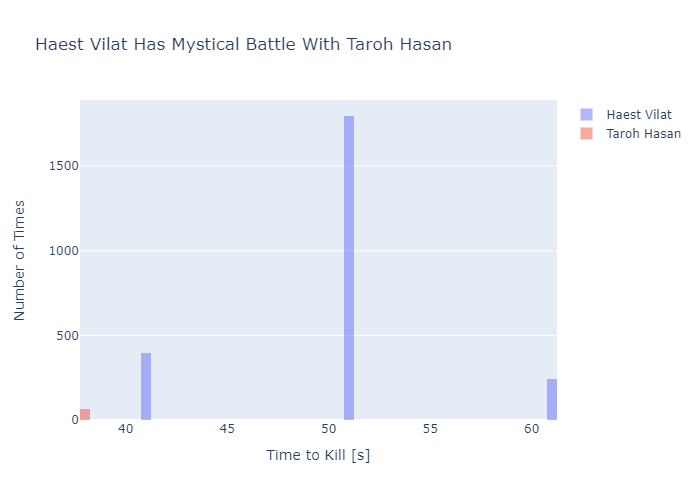 Haest Vilat Has Mystical Battle With Taroh Hasan
Haest Vilat
Taroh Hasan
Number of Times
1500
1000
500
0
40 45 50 55 60
Time to Kill [s]